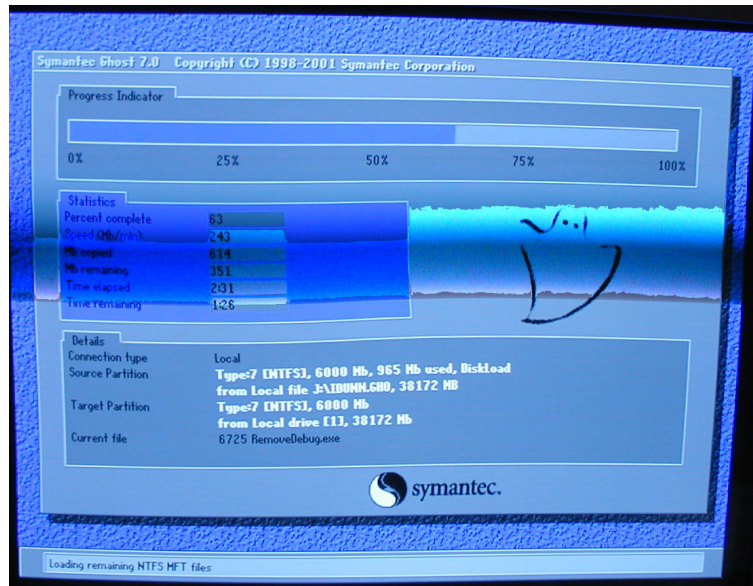 Symantec Ghost 7.0 Copyright (C) 1998-2001 Symantec Corporation
Progress Indicator
0% 25% 50% 75% 100%
Statistics
Percent complete 63
Speed (Mb/min) 243
Mb copied 614
Mb remaining 351
Time elapsed 2:31
Time remaining 1:26
Details
Connection type Local
Source Partition Type:7 [NTFS], 6000 Mb, 965 Mb used, DiskLoad
from Local file J:\IDUNM.GHO, 38172 MB
Target Partition Type:7 [NTFS], 6000 Mb
from Local drive [1], 38172 Mb
Current file 6725 RemoveDebug.exe
symantec.
Loading remaining NTFS MFT files